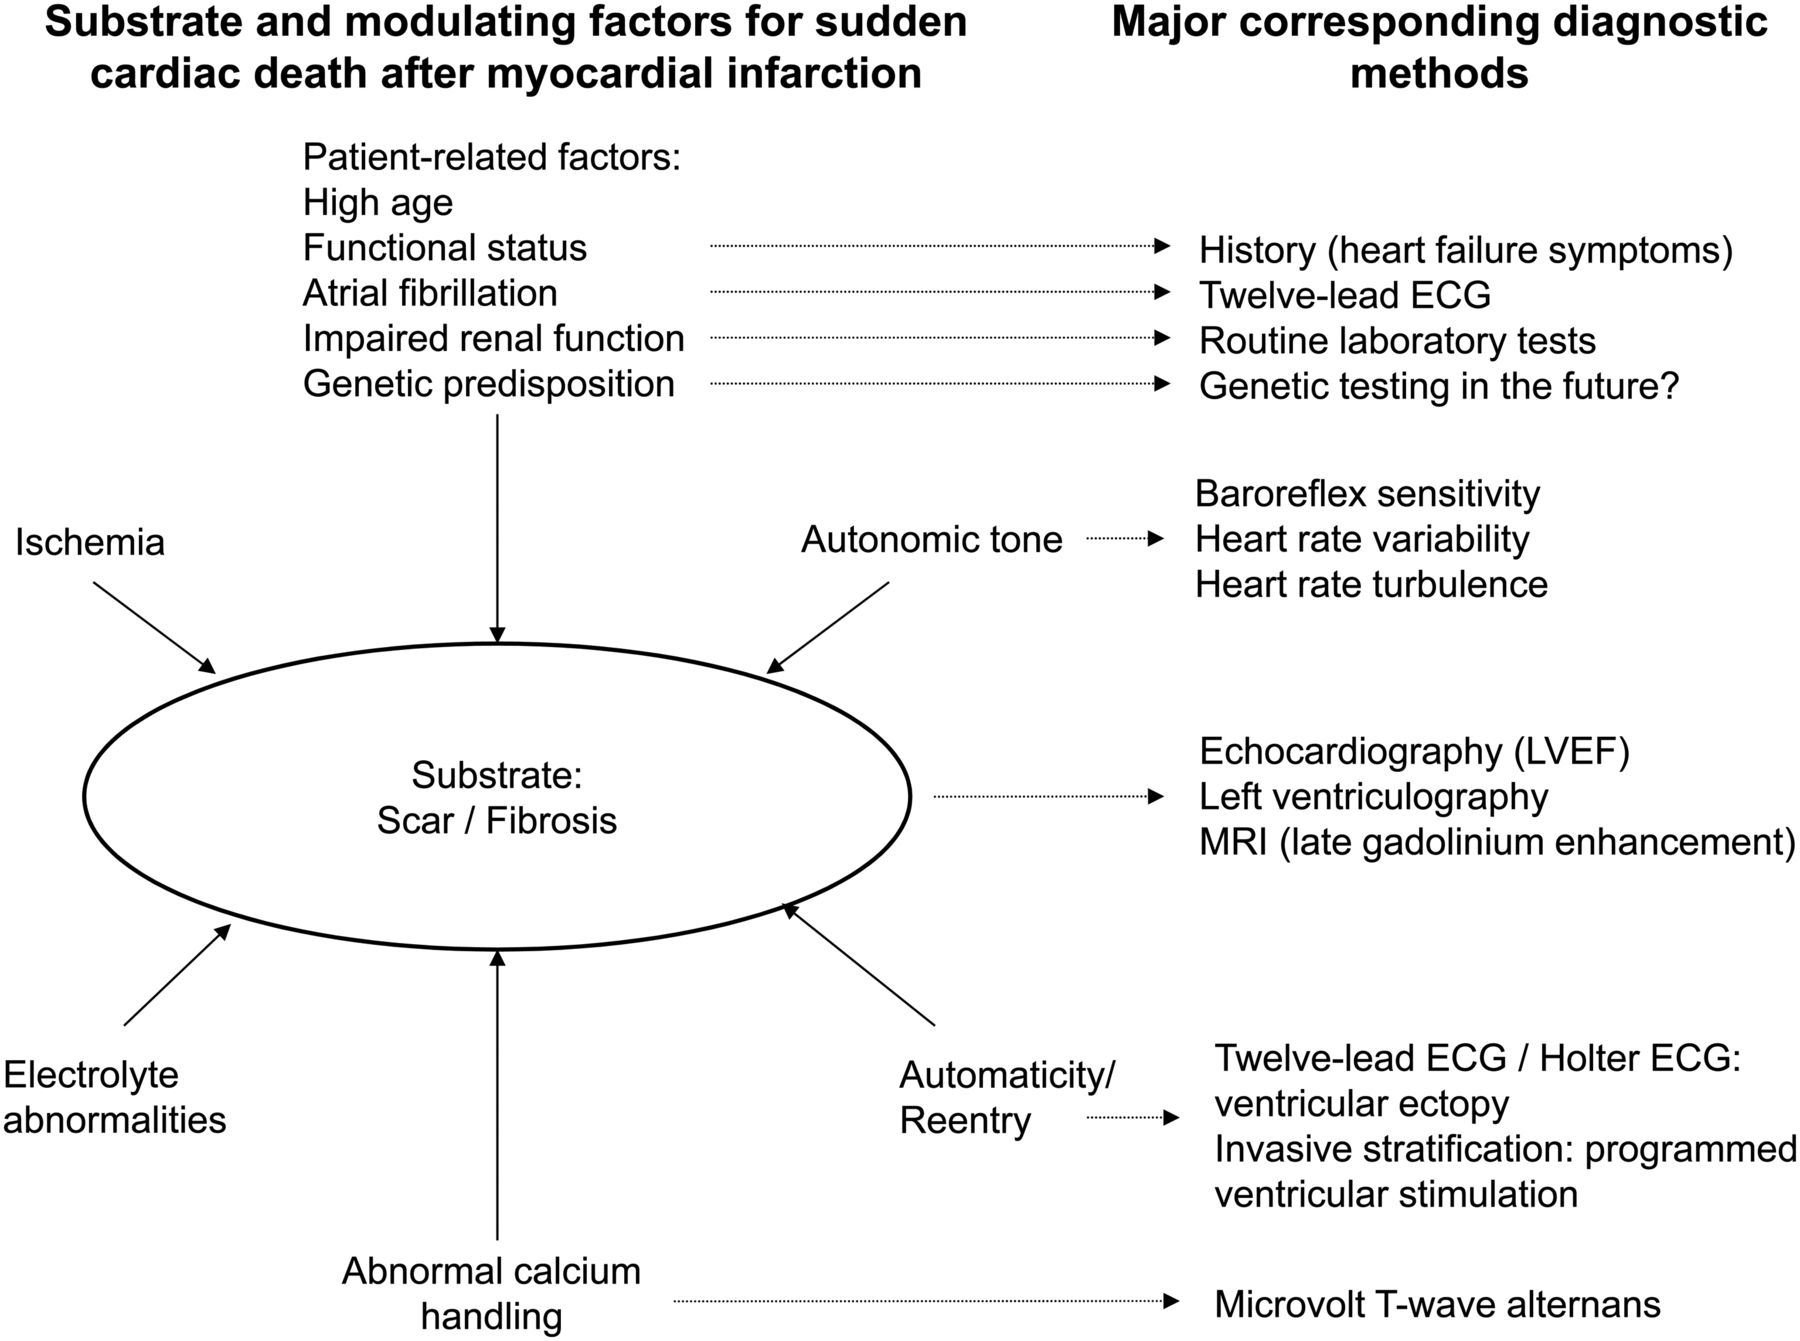 Substrate and modulating factors for sudden
cardiac death after myocardial infarction
Major corresponding diagnostic
methods
Patient-related factors:
High age
Functional status
History (heart failure symptoms)
Atrial fibrillation
Twelve-lead ECG
Impaired renal function
Routine laboratory tests
Genetic predisposition
Genetic testing in the future?
Ischemia
Autonomic tone
Baroreflex sensitivity
Heart rate variability
Heart rate turbulence
Substrate:
Scar / Fibrosis
Echocardiography (LVEF)
Left ventriculography
MRI (late gadolinium enhancement)
Electrolyte
abnormalities
Automaticity/
Reentry
Twelve-lead ECG / Holter ECG:
ventricular ectopy
Invasive stratification: programmed
ventricular stimulation
Abnormal calcium
handling
Microvolt T-wave alternans